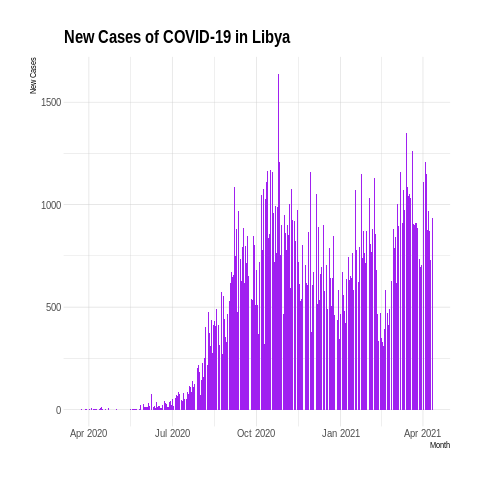 New Cases of COVID-19 in Libya
New Cases
1500
1000
500
0
Apr 2020 Jul 2020 Oct 2020 Jan 2021 Apr 2021
Month